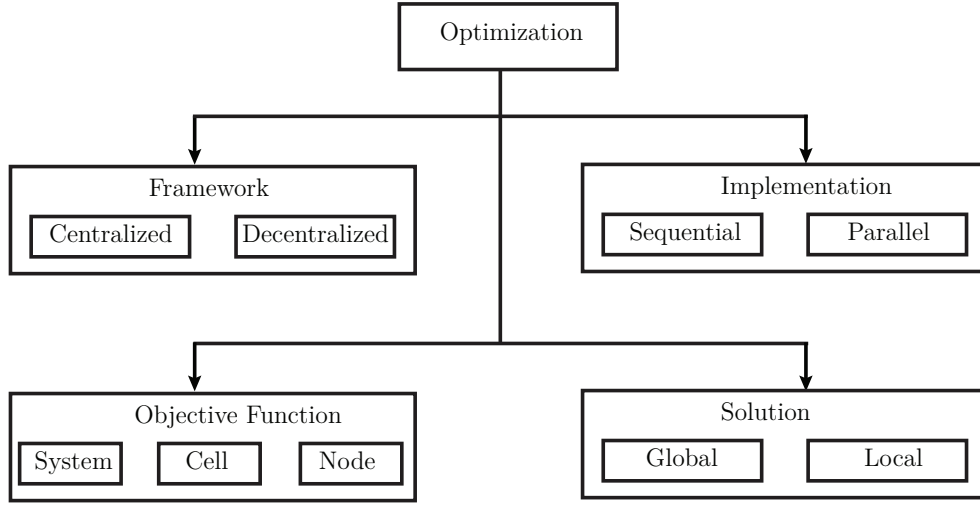 Optimization
Framework
Centralized
Decentralized
Implementation
Sequential
Parallel
Objective Function
System
Cell
Node
Solution
Global
Local